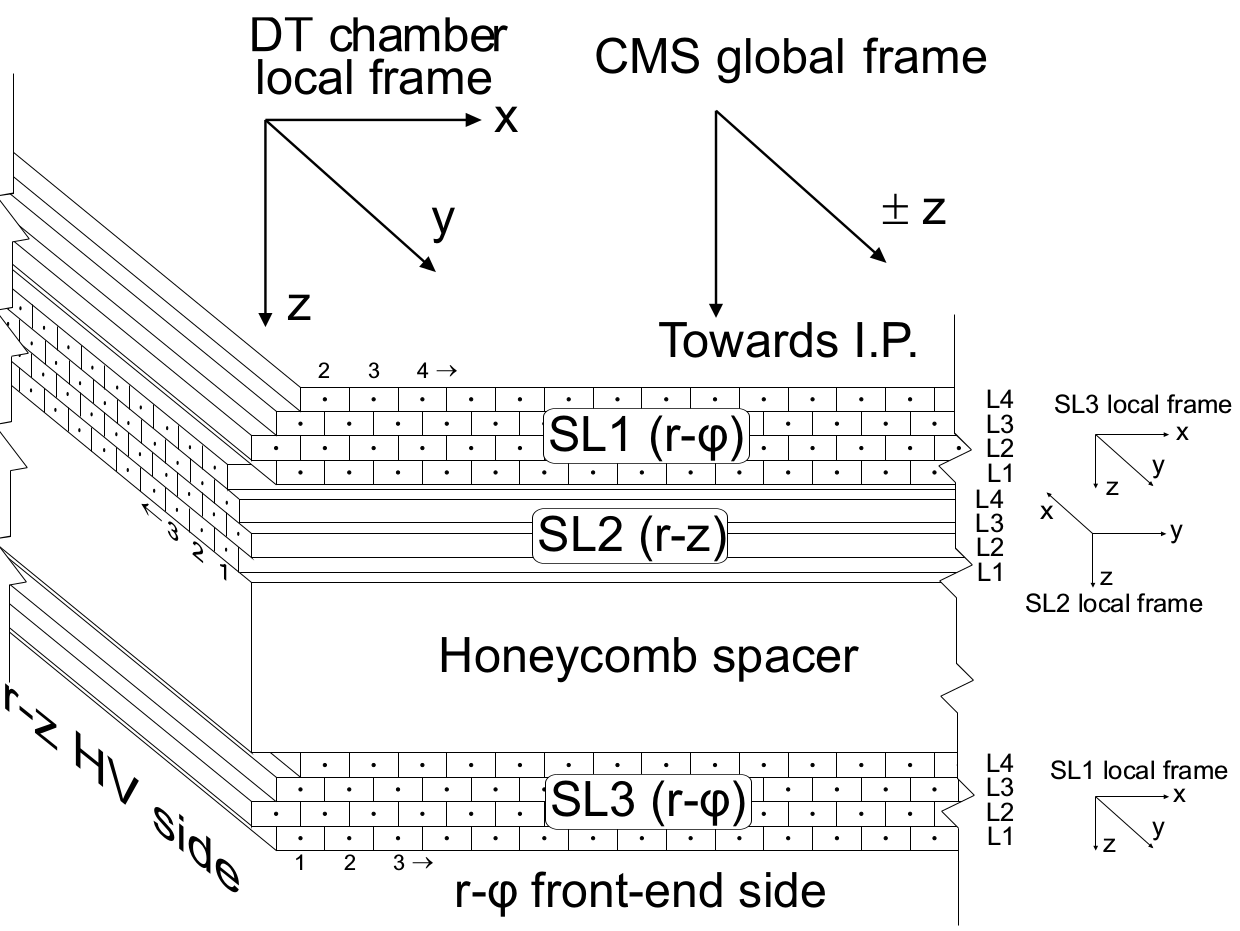 DT chamber
local frame
CMS global frame
x
y
z
± z
Towards I.P.
2 3 4 →
L4
L3
L2
L1
SL1 (r-φ)
SL3 local frame
x
y
z
L4
L3
L2
L1
SL2 (r-z)
x
y
z
SL2 local frame
← 3 2 1
Honeycomb spacer
r-z HV side
L4
L3
L2
L1
SL3 (r-φ)
SL1 local frame
x
y
z
1 2 3 →
r-φ front-end side